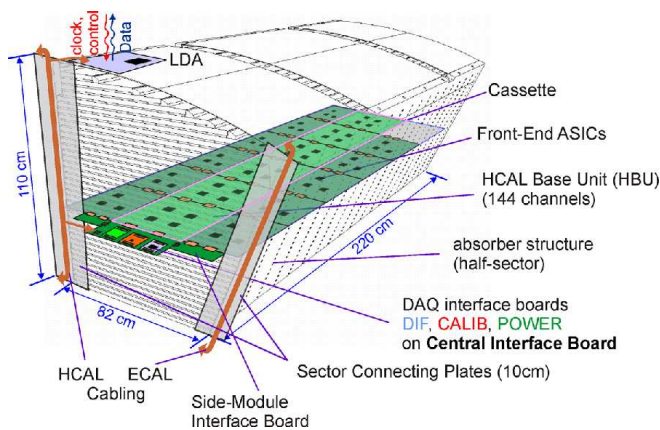 clock,
control
Data
LDA
Cassette
Front-End ASICs
110 cm
HCAL Base Unit (HBU)
(144 channels)
220 cm
absorber structure
(half-sector)
82 cm
DAQ interface boards
DIF, CALIB, POWER
on Central Interface Board
HCAL ECAL
Cabling
Sector Connecting Plates (10cm)
Side-Module
Interface Board